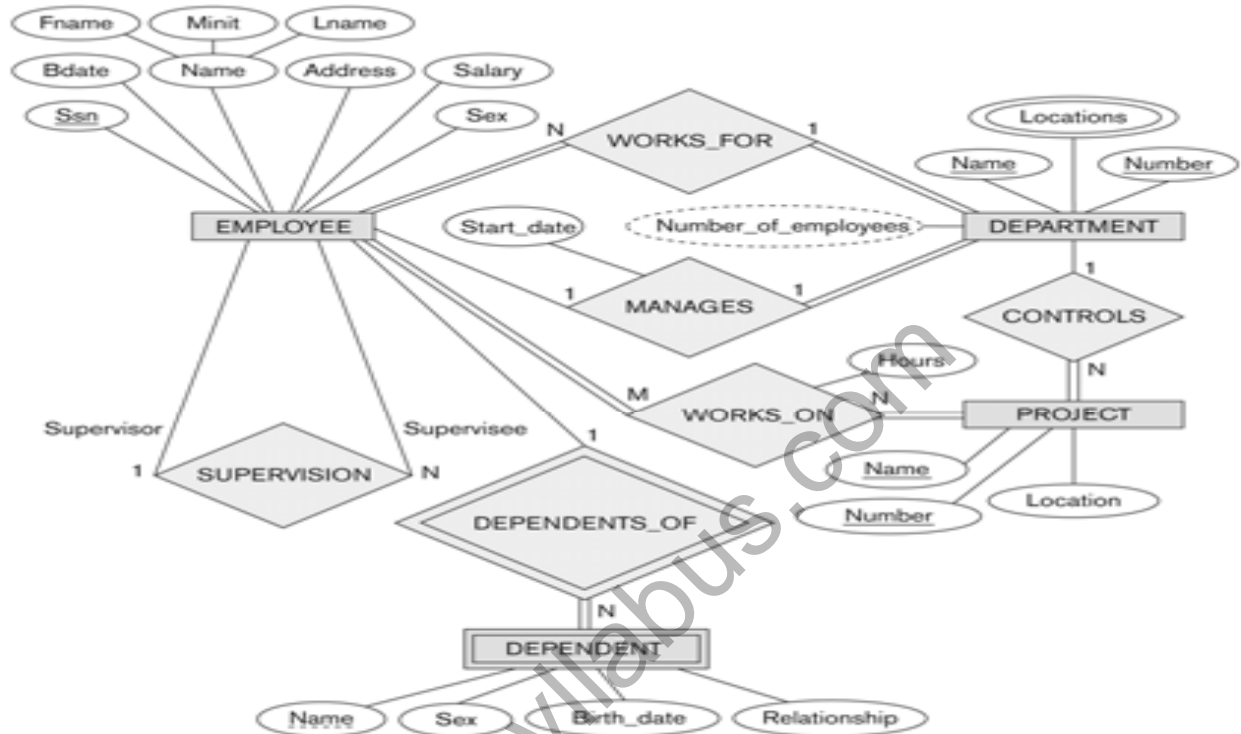 Fname Minit Lname
Bdate Name Address Salary
Ssn Sex
N WORKS_FOR 1
Locations
Name Number
EMPLOYEE Start_date Number_of_employees DEPARTMENT
1 MANAGES 1
1
CONTROLS
N
Hours
M WORKS_ON N PROJECT
Supervisor Supervisee
1 SUPERVISION N
1
Name
Number Location
DEPENDENTS_OF
N
DEPENDENT
Name Sex Birth_date Relationship
vllabus.com